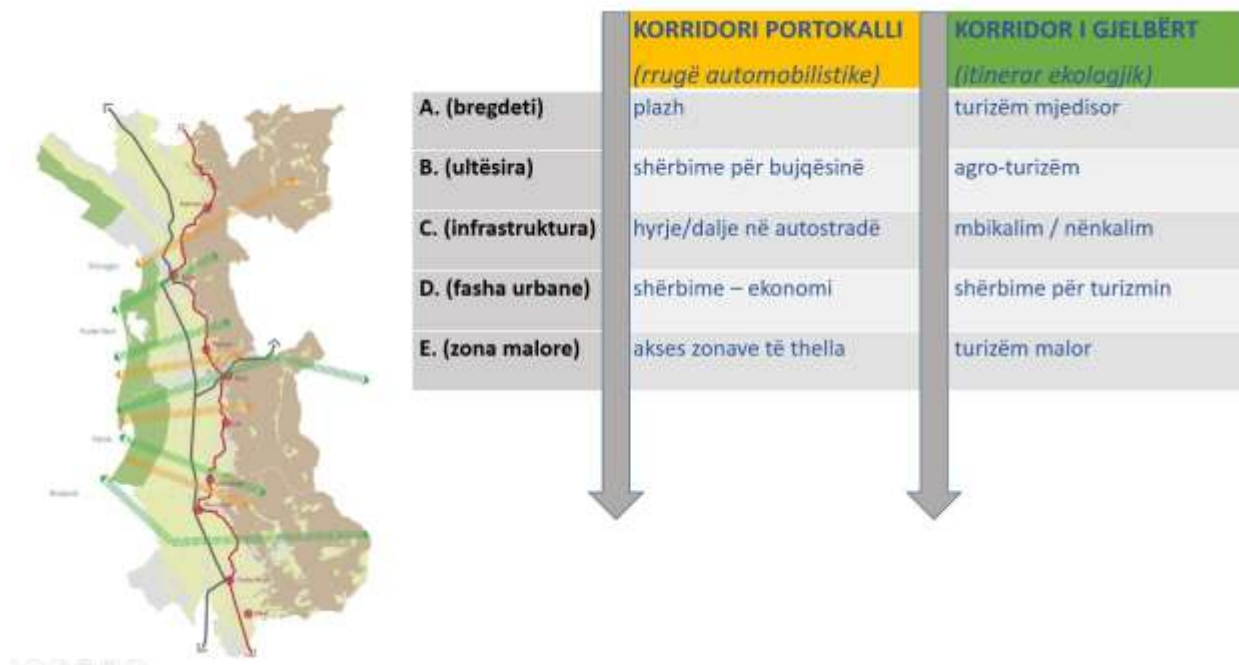 KORRIDORI PORTOKALLI
(rrugë automobilistike)
KORRIDOR I GJELBËRT
(itinerar ekologjik)
A. (bregdeti)
plazh
turizëm mjedisor
B. (ultësira)
shërbime për bujqësinë
agro-turizëm
C. (infrastruktura)
hyrje/dalje në autostradë
mbikalim / nënkalim
D. (fasha urbane)
shërbime – ekonomi
shërbime për turizmin
E. (zona malore)
akses zonave të thella
turizëm malor